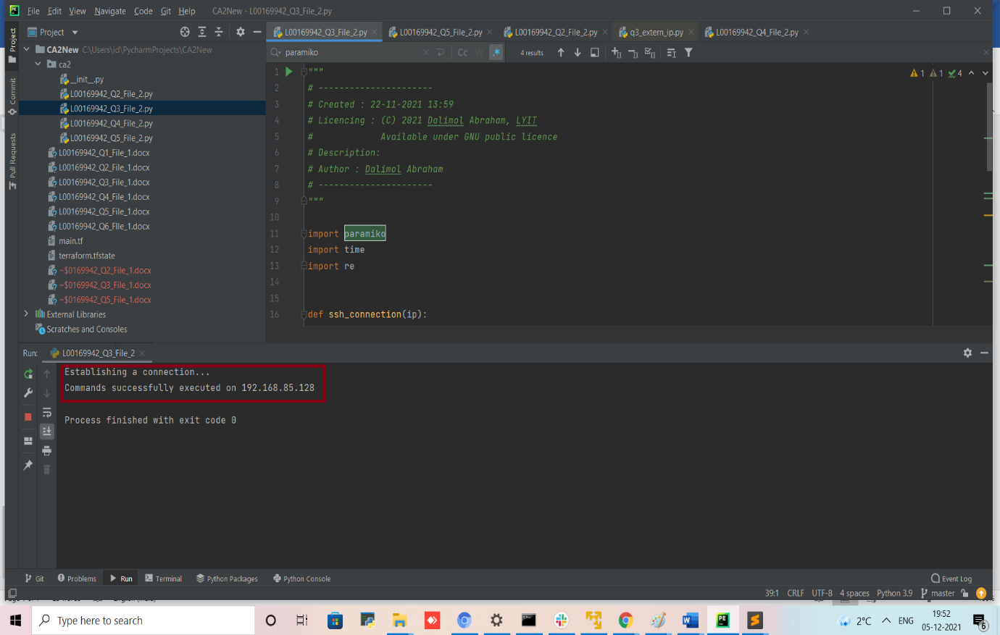 File Edit View Navigate Code Git Help CA2New - L00169942_Q3_File_2.py
Project
L00169942_Q3_File_2.py L00169942_Q5_File_2.py L00169942_Q2_File_2.py q3_extern_ip.py L00169942_Q4_File_2.py
CA2New C:\Users\id\PycharmProjects\CA2New
ca2
__init__.py
L00169942_Q2_File_2.py
L00169942_Q3_File_2.py
L00169942_Q4_File_2.py
L00169942_Q5_File_2.py
L00169942_Q1_File_1.docx
L00169942_Q2_File_1.docx
L00169942_Q3_File_1.docx
L00169942_Q4_File_1.docx
L00169942_Q5_File_1.docx
L00169942_Q6_File_1.docx
main.tf
terraform.tfstate
~$0169942_Q2_File_1.docx
~$0169942_Q3_File_1.docx
~$0169942_Q5_File_1.docx
External Libraries
Scratches and Consoles
Project
Commit
Pull Requests
paramiko Cc W .* 4 results
1 """
2 # ----------------------
3 # Created : 22-11-2021 13:59
4 # Licencing : (C) 2021 Dalimol Abraham, LYIT
5 # Available under GNU public licence
6 # Description:
7 # Author : Dalimol Abraham
8 # ----------------------
9 """
10
11 import paramiko
12 import time
13 import re
14
15
16 def ssh_connection(ip):
1 1 4
Run: L00169942_Q3_File_2
Establishing a connection...
Commands successfully executed on 192.168.85.128
Process finished with exit code 0
Git Problems Run Terminal Python Packages Python Console Event Log
39:1 CRLF UTF-8 4 spaces Python 3.9 master
Type here to search
2°C ENG 19:52
05-12-2021
6